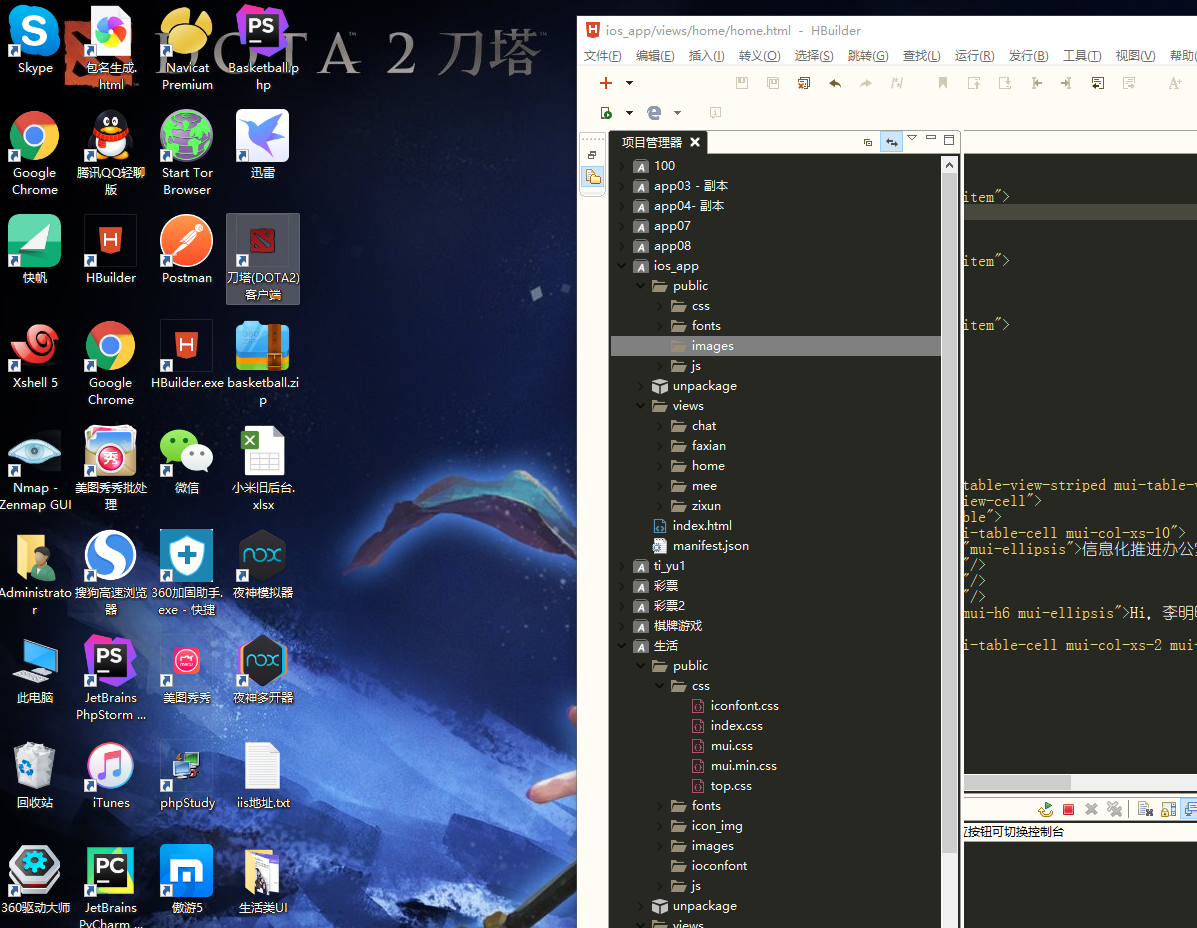 DOTA 2 刀塔™
Skype
包名生成.
html
Navicat
Premium
Basketball.p
hp
Google
Chrome
腾讯QQ轻聊
版
Start Tor
Browser
迅雷
快帆
HBuilder
Postman
刀塔(DOTA2)
客户端
Xshell 5
Google
Chrome
HBuilder.exe
basketball.zi
p
Nmap -
Zenmap GUI
美图秀秀批处
理
微信
小米旧后台.
xlsx
Administrato
r
搜狗高速浏览
器
360加固助手.
exe - 快捷
夜神模拟器
此电脑
JetBrains
PhpStorm ...
美图秀秀
夜神多开器
回收站
iTunes
phpStudy
iis地址.txt
360驱动大师
JetBrains
PyCharm ...
傲游5
生活类UI
ios_app/views/home/home.html - HBuilder
文件(F) 编辑(E) 插入(I) 转义(O) 选择(S) 跳转(G) 查找(L) 运行(R) 发行(B) 工具(T) 视图(V) 帮助(
项目管理器
100
app03 - 副本
app04- 副本
app07
app08
ios_app
public
css
fonts
images
js
unpackage
views
chat
faxian
home
mee
zixun
index.html
manifest.json
ti_yu1
彩票
彩票2
棋牌游戏
生活
public
css
iconfont.css
index.css
mui.css
mui.min.css
top.css
fonts
icon_img
images
ioconfont
js
unpackage
views
item">
item">
item">
table-view-striped mui-table-v
iew-cell">
ble">
i-table-cell mui-col-xs-10">
"mui-ellipsis">信息化推进办公
"/>
"/>
"/>
mui-h6 mui-ellipsis">Hi，李明
i-table-cell mui-col-xs-2 mui-
按钮可切换控制台